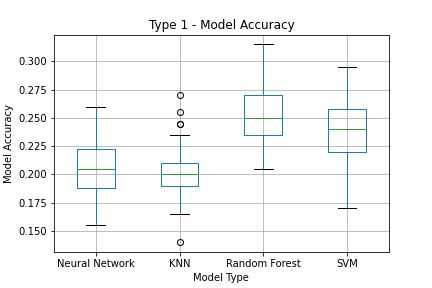 Type 1 - Model Accuracy
0.300
0.275
0.250
0.225
0.200
0.175
0.150
Model Accuracy
Neural Network KNN Random Forest SVM
Model Type